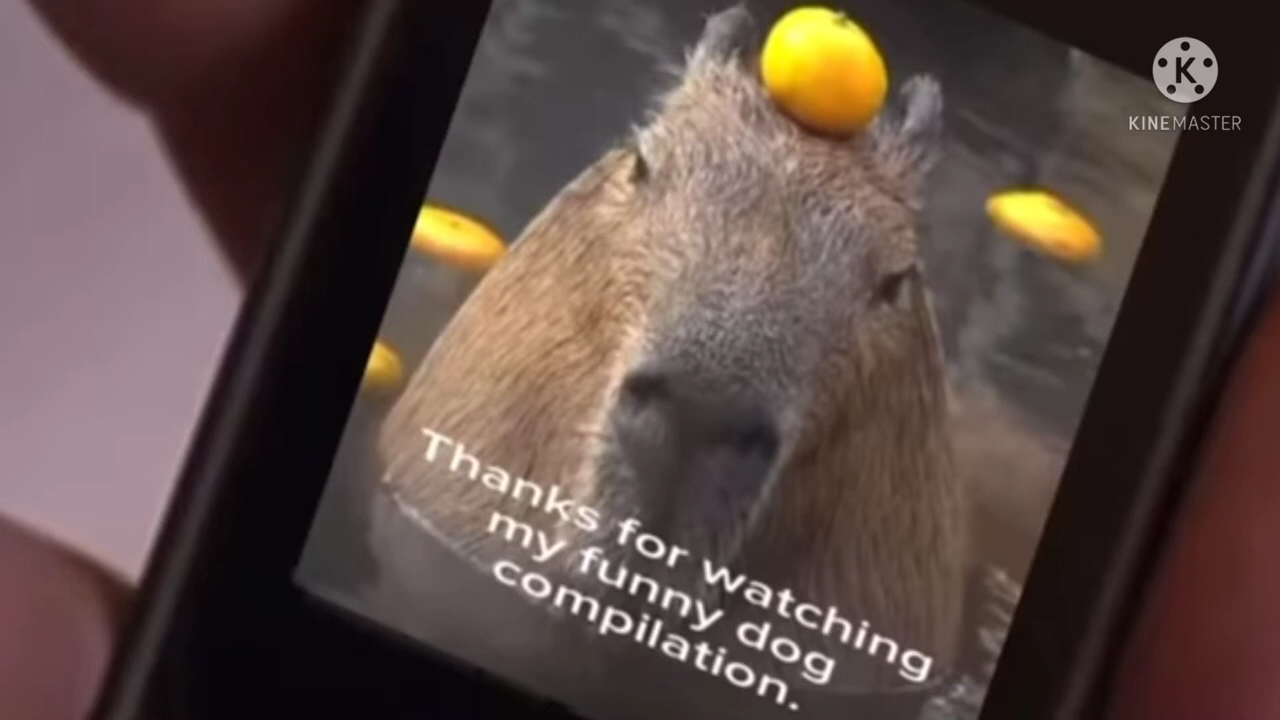 K
KINEMASTER
Thanks for watching
my funny dog
compilation.